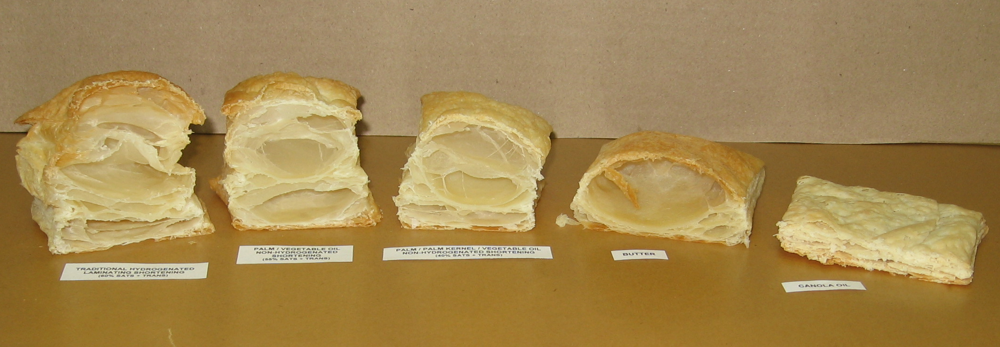 TRADITIONAL HYDROGENATED
LAMINATING SHORTENING
(60% SATS + TRANS)
PALM / VEGETABLE OIL
NON-HYDROGENATED
SHORTENING
(55% SATS + TRANS)
PALM / PALM KERNEL / VEGETABLE OIL
NON-HYDROGENATED SHORTENING
(40% SATS + TRANS)
BUTTER
CANOLA OIL